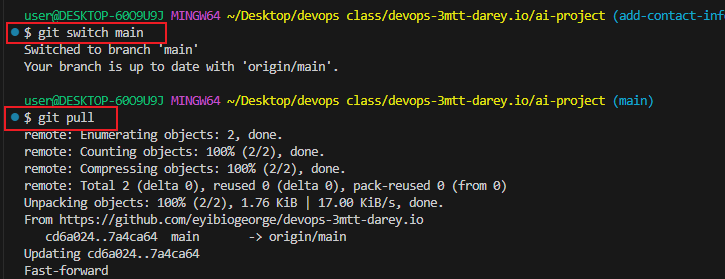 user@DESKTOP-60O9U9J MINGW64 ~/Desktop/devops class/devops-3mtt-darey.io/ai-project (add-contact-inf
$ git switch main
Switched to branch 'main'
Your branch is up to date with 'origin/main'.
user@DESKTOP-60O9U9J MINGW64 ~/Desktop/devops class/devops-3mtt-darey.io/ai-project (main)
$ git pull
remote: Enumerating objects: 2, done.
remote: Counting objects: 100% (2/2), done.
remote: Compressing objects: 100% (2/2), done.
remote: Total 2 (delta 0), reused 0 (delta 0), pack-reused 0 (from 0)
Unpacking objects: 100% (2/2), 1.76 KiB | 17.00 KiB/s, done.
From https://github.com/eyibiogeorge/devops-3mtt-darey.io
cd6a024..7a4ca64  main       -> origin/main
Updating cd6a024..7a4ca64
Fast-forward